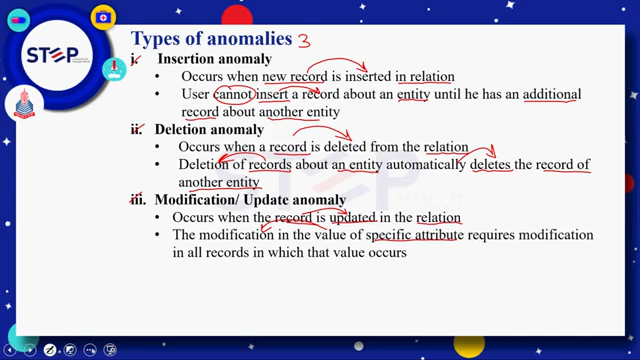 STEP
Types of anomalies 3
i. Insertion anomaly
• Occurs when new record is inserted in relation
• User cannot insert a record about an entity until he has an additional
record about another entity
ii. Deletion anomaly
• Occurs when a record is deleted from the relation
• Deletion of records about an entity automatically deletes the record of
another entity
iii. Modification/ Update anomaly
• Occurs when the record is updated in the relation
• The modification in the value of specific attribute requires modification
in all records in which that value occurs
STEP
STEP